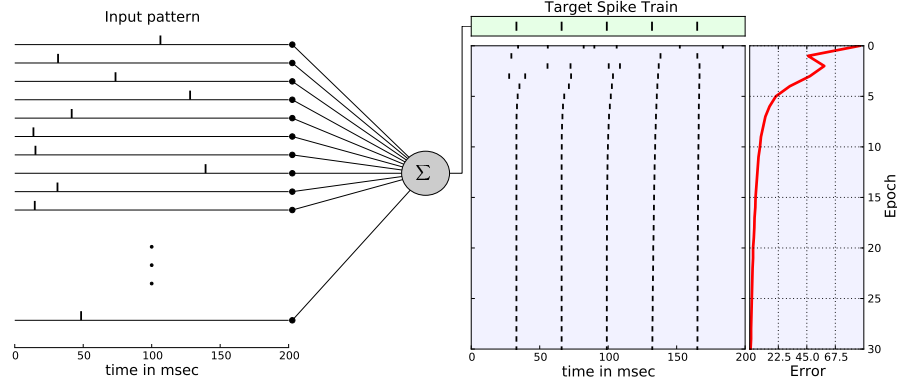 Input pattern
Target Spike Train
Σ
0
5
10
15
20
25
30
Epoch
0 50 100 150 200
time in msec
0 50 100 150 200
time in msec
22.5 45.0 67.5
Error